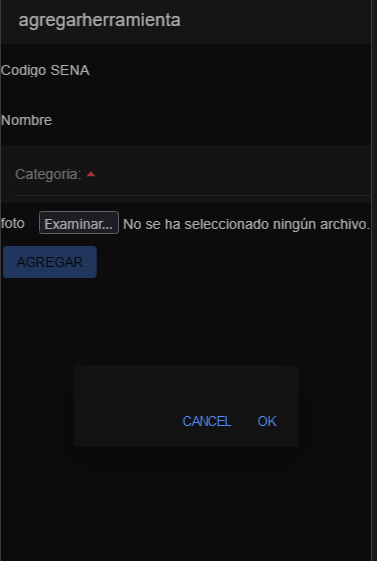 agregarherramienta
Codigo SENA
Nombre
Categoria:
foto Examinar... No se ha seleccionado ningún archivo.
AGREGAR
CANCEL OK